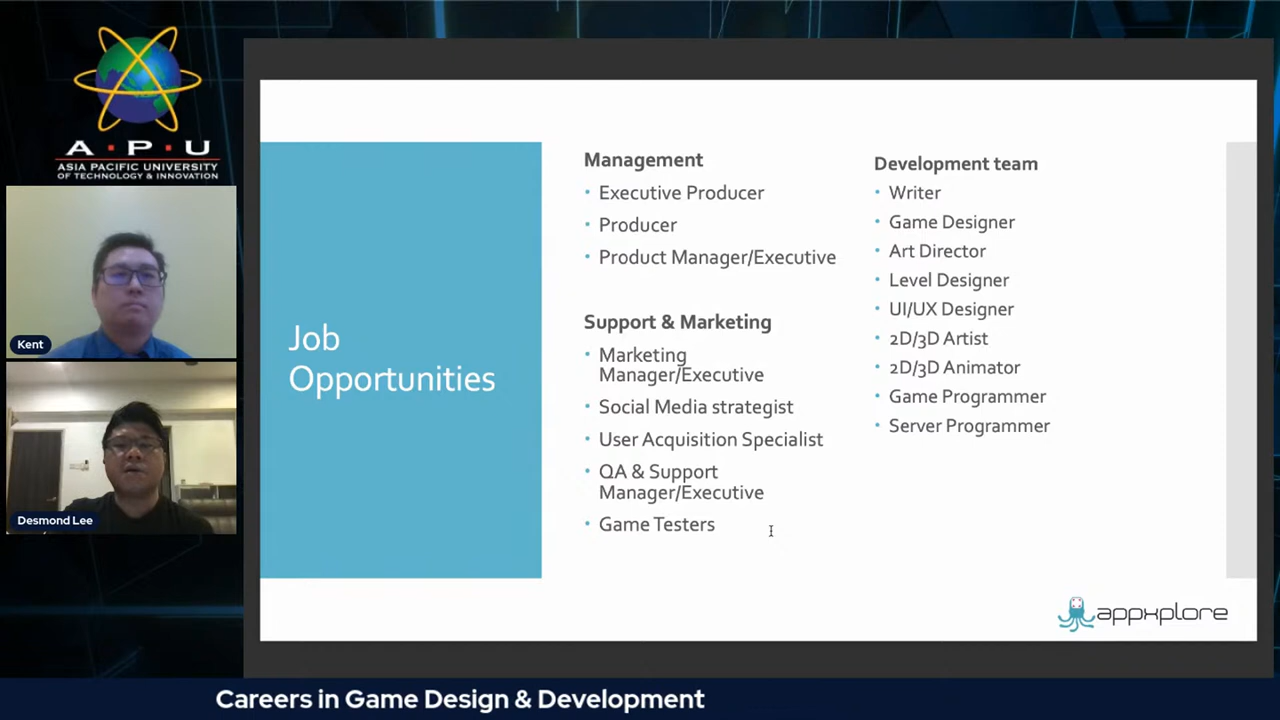 A·P·U
ASIA PACIFIC UNIVERSITY
OF TECHNOLOGY & INNOVATION
Kent
Desmond Lee
Job
Opportunities
Management
Executive Producer
Producer
Product Manager/Executive
Support & Marketing
Marketing
Manager/Executive
Social Media strategist
User Acquisition Specialist
QA & Support
Manager/Executive
Game Testers
Development team
Writer
Game Designer
Art Director
Level Designer
UI/UX Designer
2D/3D Artist
2D/3D Animator
Game Programmer
Server Programmer
appxplore
Careers in Game Design & Development